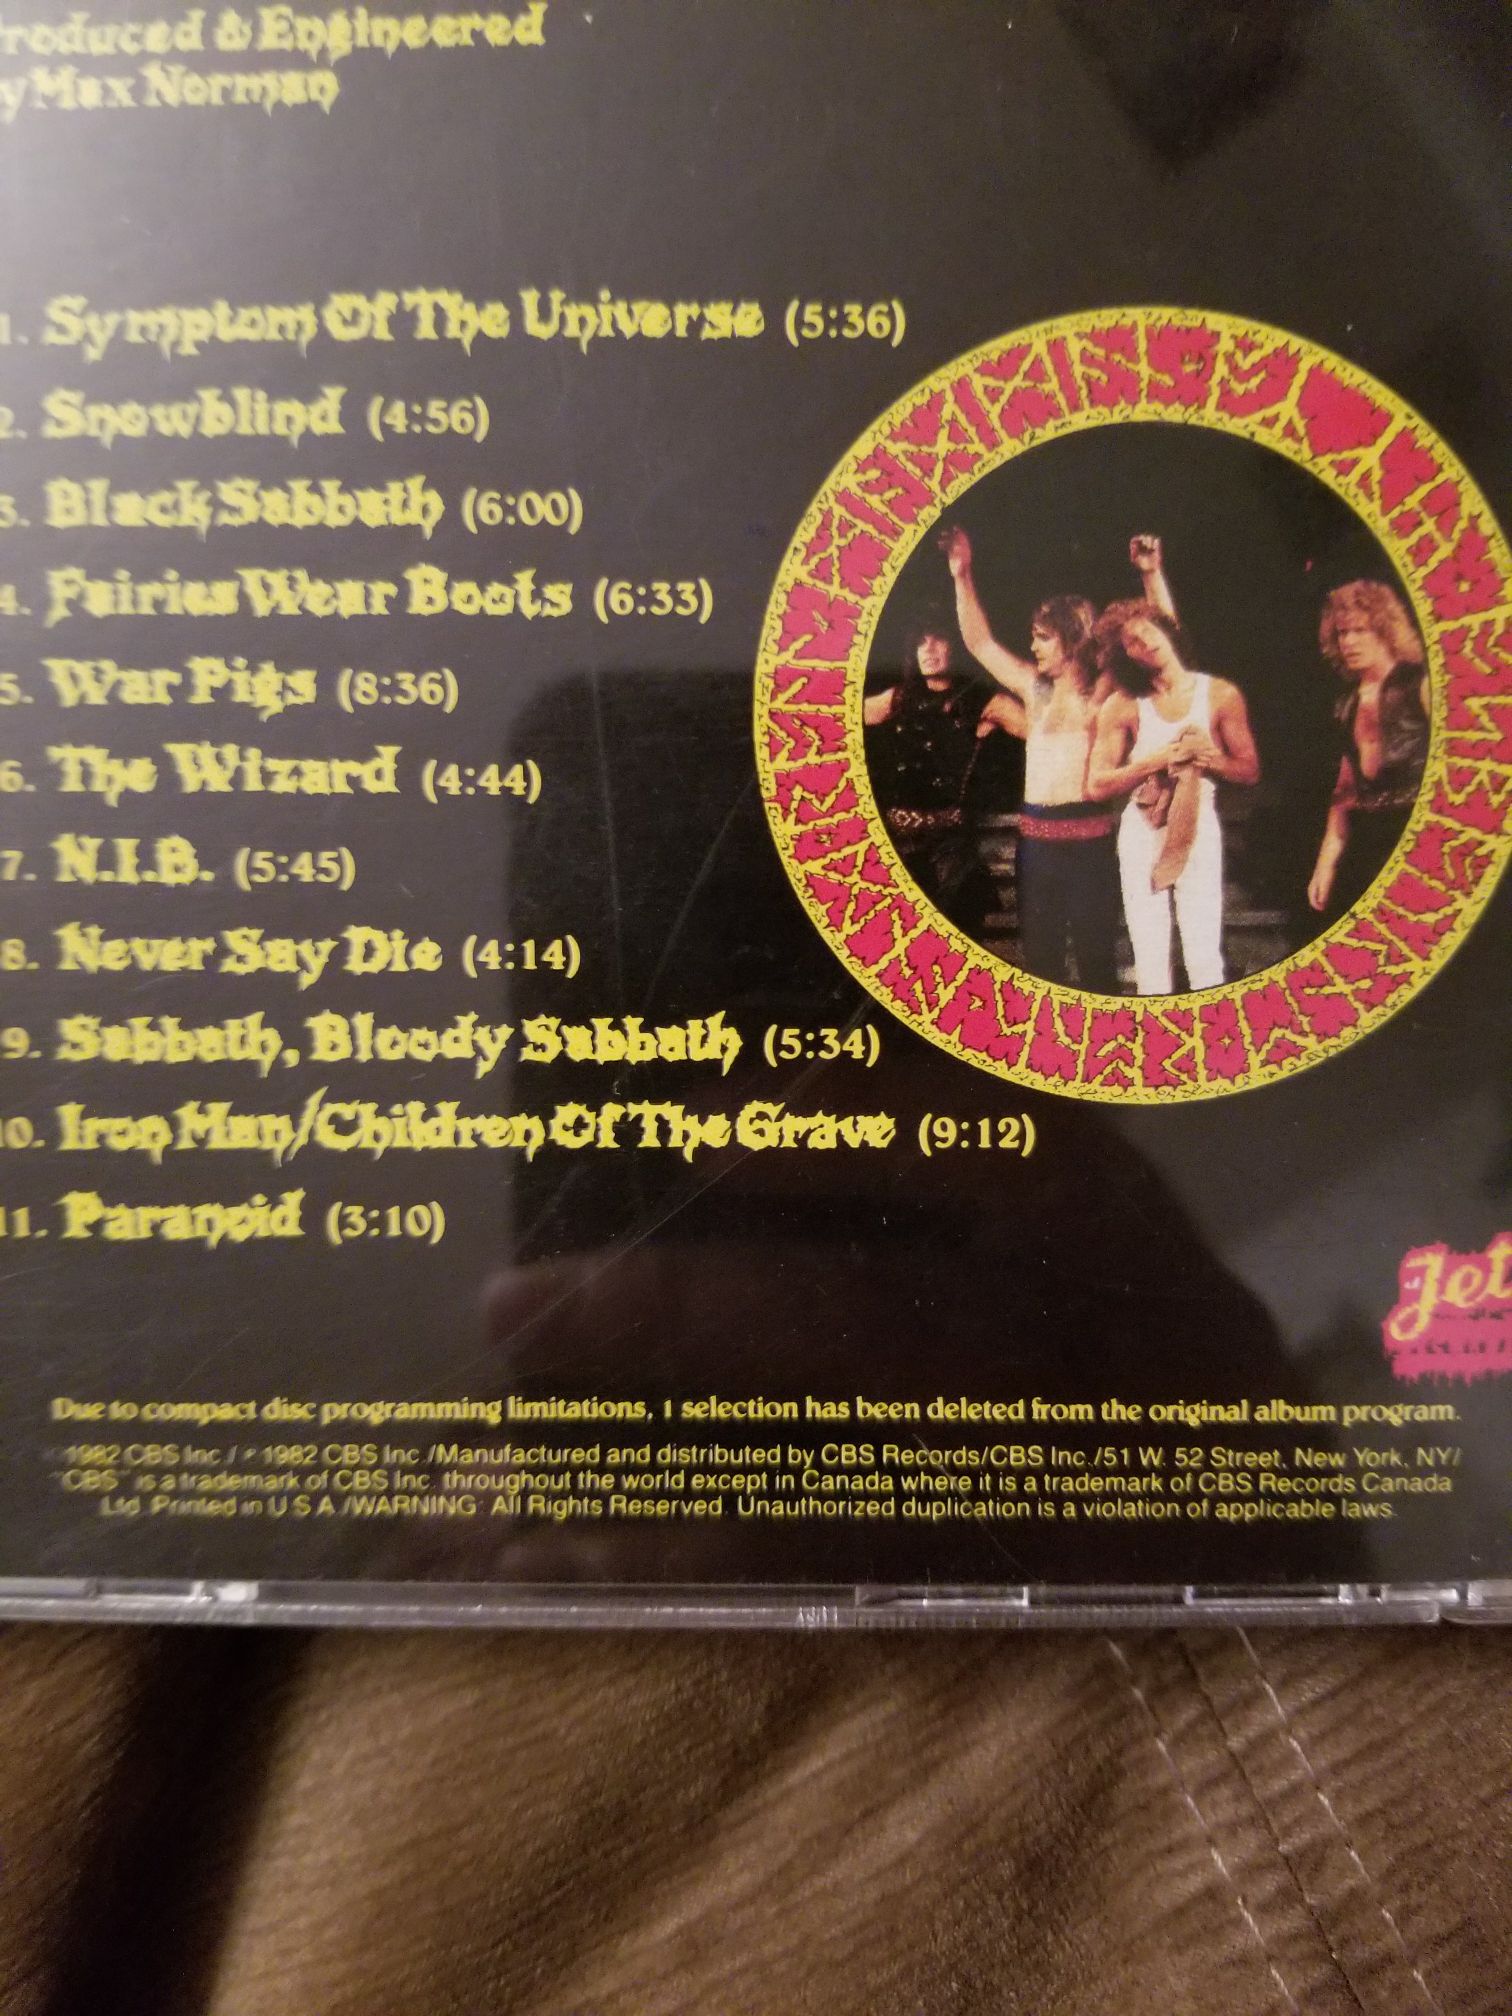 roduced & Engineered
y Max Norman
1. Symptom Of The Universe (5:36)
2. Snowblind (4:56)
3. Black Sabbath (6:00)
4. Fairies Wear Boots (6:33)
5. War Pigs (8:36)
6. The Wizard (4:44)
7. N.I.B. (5:45)
8. Never Say Die (4:14)
9. Sabbath, Bloody Sabbath (5:34)
10. Iron Man/Children Of The Grave (9:12)
11. Paranoid (3:10)
Jet
Due to compact disc programming limitations, 1 selection has been deleted from the original album program.
1982 CBS Inc./ ℗ 1982 CBS Inc./Manufactured and distributed by CBS Records/CBS Inc./51 W. 52 Street, New York, NY/
"CBS" is a trademark of CBS Inc. throughout the world except in Canada where it is a trademark of CBS Records Canada
Ltd. Printed in U S A /WARNING: All Rights Reserved. Unauthorized duplication is a violation of applicable laws.